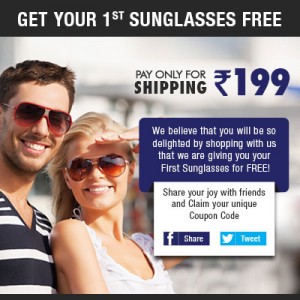 GET YOUR 1ST SUNGLASSES FREE
PAY ONLY FOR
SHIPPING ₹199
We believe that you will be so
delighted by shopping with us
that we are giving you your
First Sunglasses for FREE!
Share your joy with friends
and Claim your unique
Coupon Code
f Share
Tweet